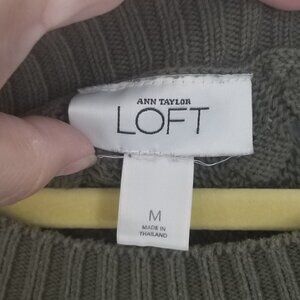 ANN TAYLOR
LOFT
M
MADE IN
THAILAND